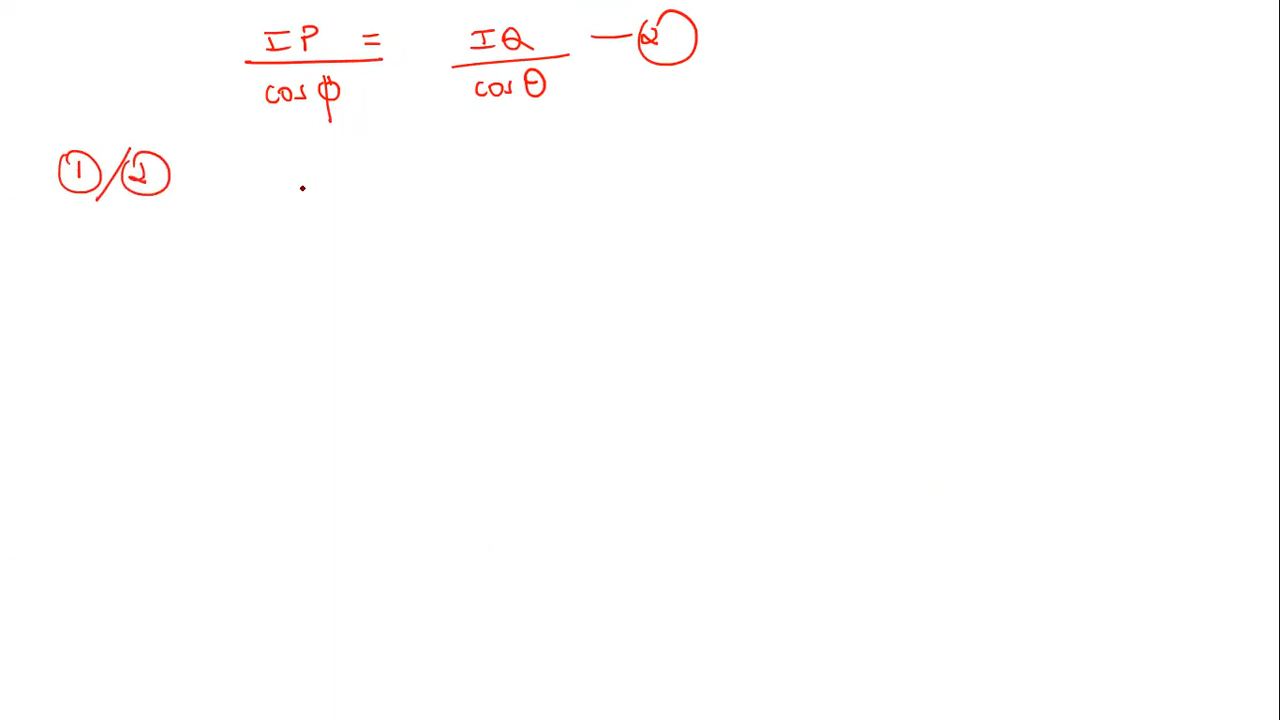 IP = IQ — 2
cos ϕ cos θ
1 / 2